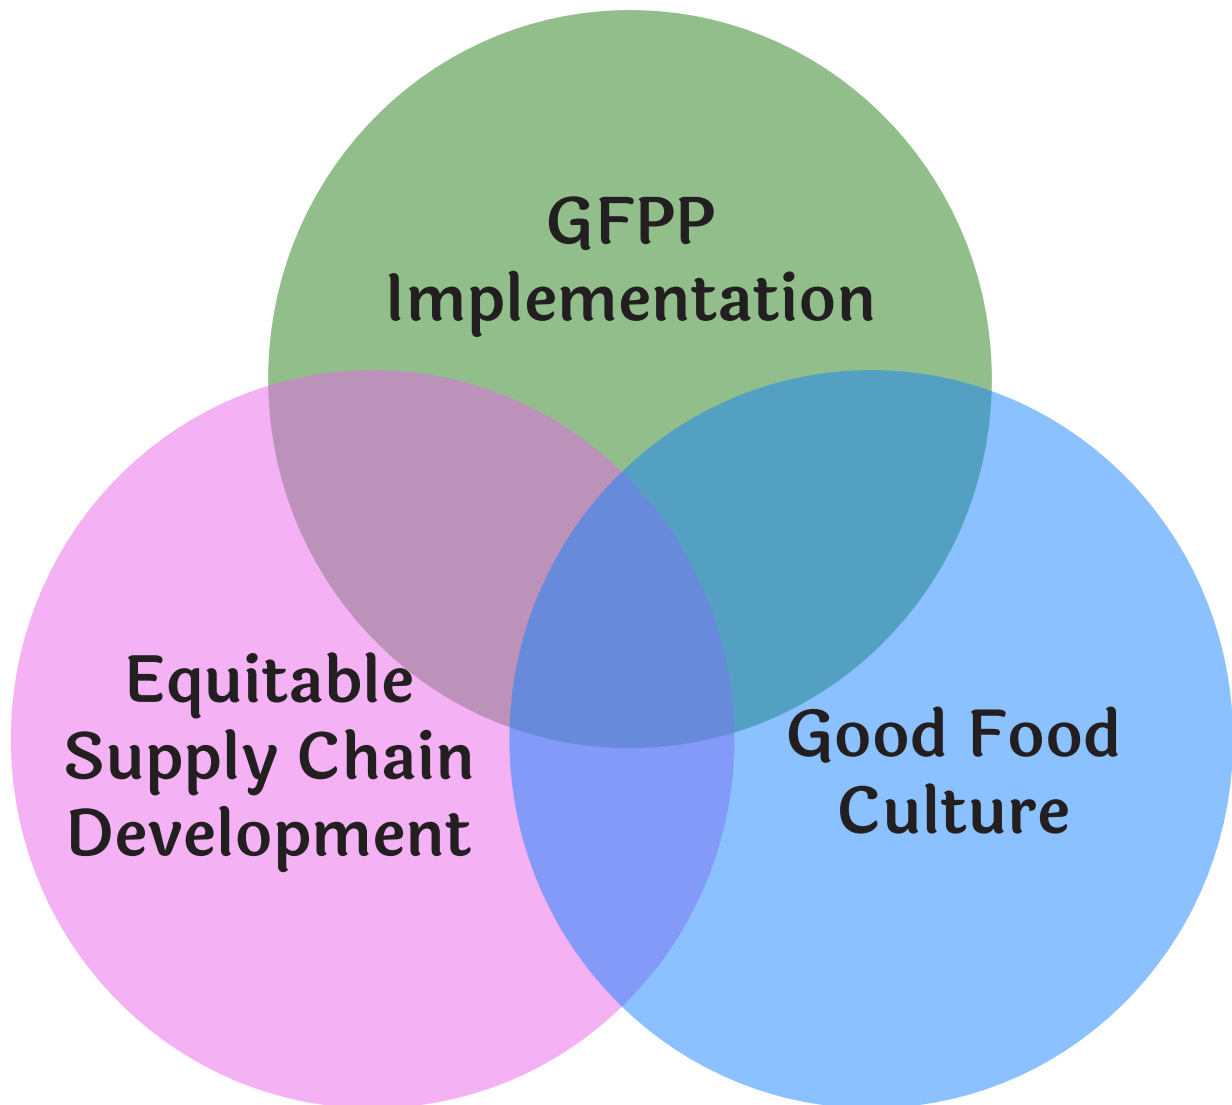 GFPP
Implementation
Equitable
Supply Chain
Development
Good Food
Culture